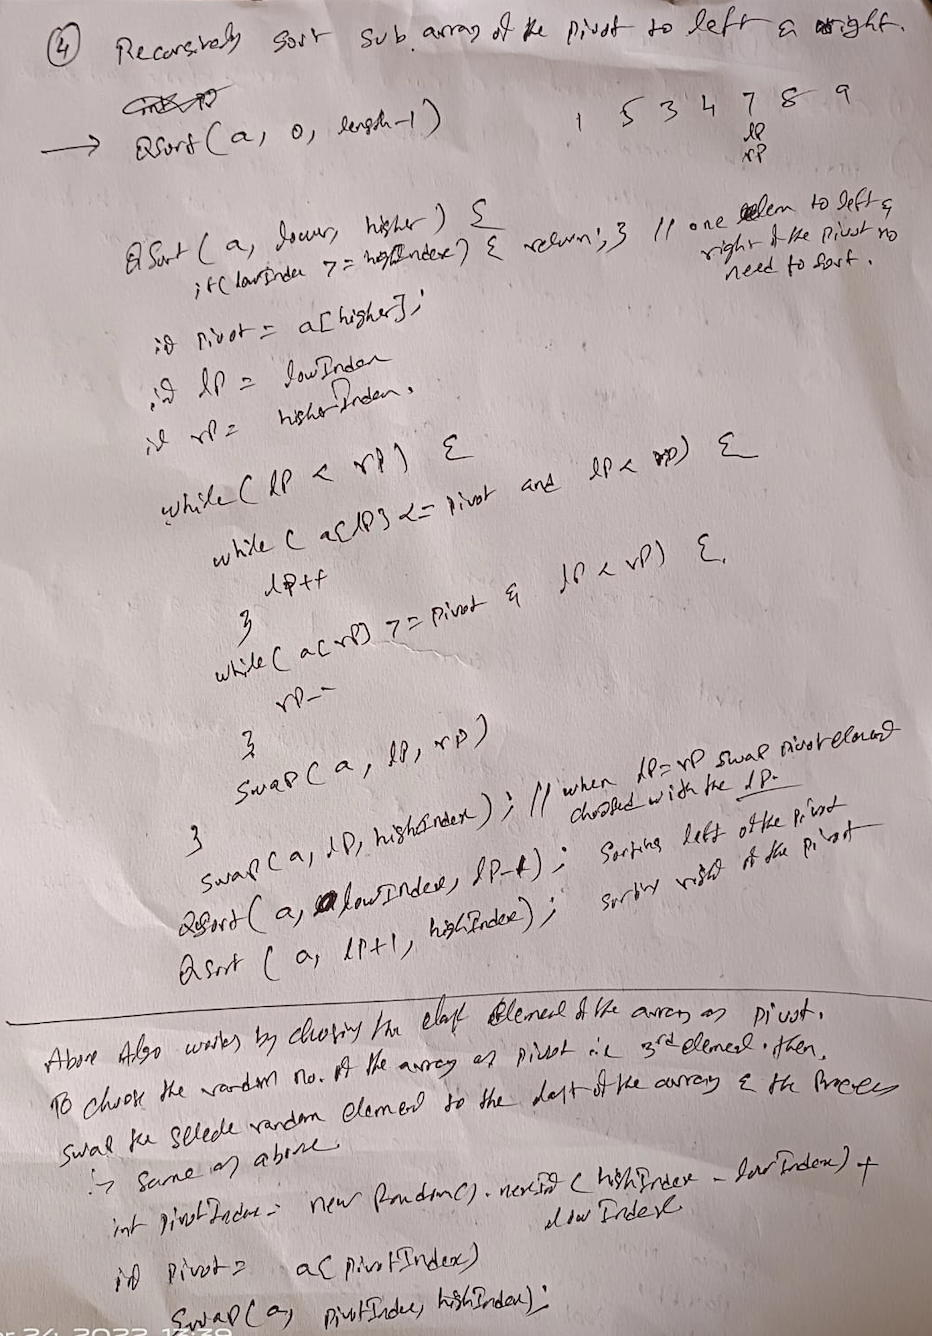 ④ Recursively sort sub array of the pivot to left & right.
→ QSort(a, 0, length-1)
1 5 3 4 7 8 9
lP
rP
QSort(a, lower, higher) {
if(lowIndex >= highIndex) { return; } // one elem to left &
right of the pivot no
need to sort.
int pivot = a[higher];
int lP = lowIndex
int rP = higherIndex.
while(lP < rP) {
while(a[lP] <= pivot and lP < rP) {
lP++
}
while(a[rP] >= pivot & lP < rP) {
rP--
}
swap(a, lP, rP)
}
swap(a, lP, highIndex); // when lP=rP swap pivot element
choosed with the lP.
QSort(a, lowIndex, lP-1); Sorting left of the pivot
QSort(a, lP+1, highIndex); sorting right of the pivot
Above Algo works by chosing the last element of the array as pivot.
To choose the random no. of the array as pivot ie 3rd element. then,
swap the selede random element to the last of the array & the Process
is same as above.
int pivotIndex = new Random().nextInt(highIndex - lowIndex) +
lowIndex
int pivot = a(pivotIndex)
Swap(a, pivotIndex, highIndex);
24, 2022, 13:39